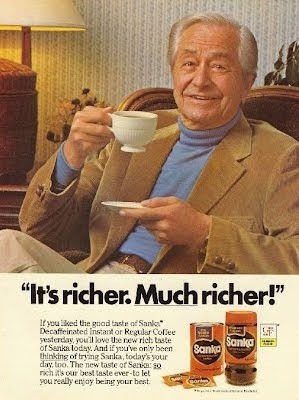 "It's richer. Much richer!"
If you liked the good taste of Sanka®
Decaffeinated Instant or Regular Coffee
yesterday, you'll love the new rich taste
of Sanka today. And if you've only been
thinking of trying Sanka, today's your
day, too. The new taste of Sanka: so
rich it's our best taste ever-to let
you really enjoy being your best.
Sanka
Sanka